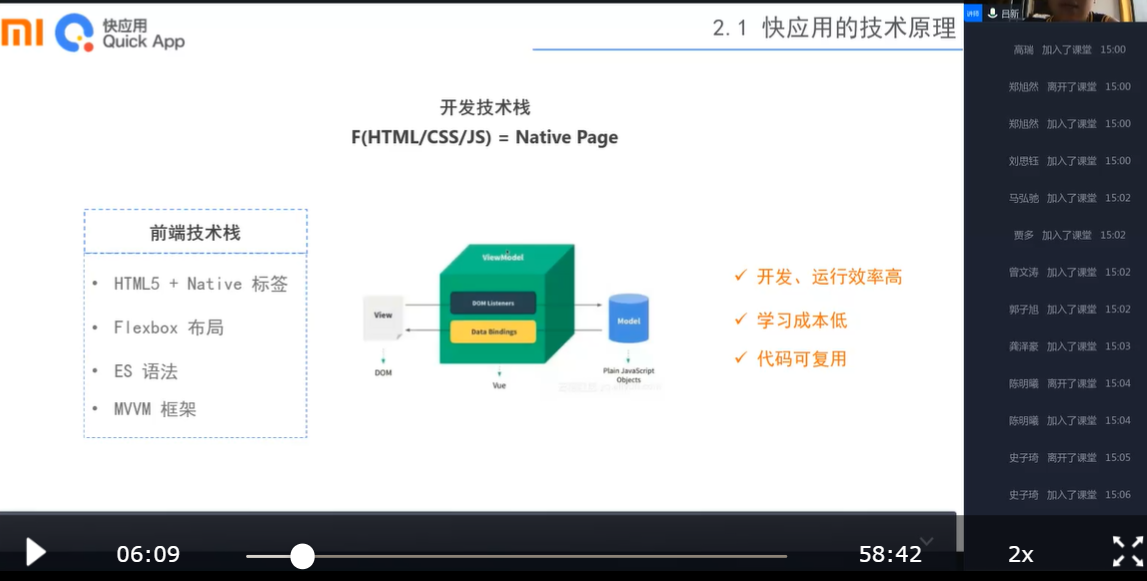 mi
快应用
Quick App
2.1 快应用的技术原理
开发技术栈
F(HTML/CSS/JS) = Native Page
前端技术栈
• HTML5 + Native 标签
• Flexbox 布局
• ES 语法
• MVVM 框架
View
DOM
ViewModel
DOM Listeners
Data Bindings
Vue
Model
Plain JavaScript
Objects
✓ 开发、运行效率高
✓ 学习成本低
✓ 代码可复用
讲师 吕新
高瑞 加入了课堂 15:00
郑旭然 离开了课堂 15:00
郑旭然 加入了课堂 15:00
刘思钰 加入了课堂 15:00
马弘驰 加入了课堂 15:02
贾多 加入了课堂 15:02
曾文涛 加入了课堂 15:02
郭子旭 加入了课堂 15:02
龚泽豪 加入了课堂 15:03
陈明曦 离开了课堂 15:04
陈明曦 加入了课堂 15:04
史子琦 离开了课堂 15:05
史子琦 加入了课堂 15:06
06:09
58:42
2x